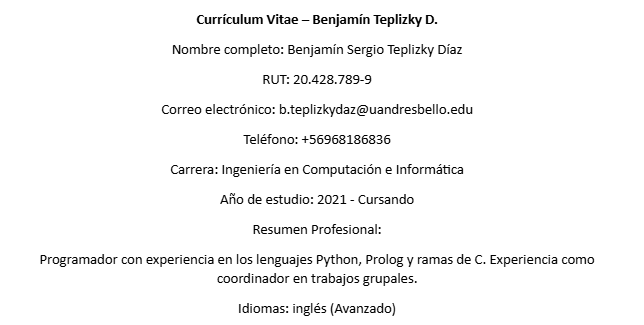 Currículum Vitae – Benjamín Teplizky D.
Nombre completo: Benjamín Sergio Teplizky Díaz
RUT: 20.428.789-9
Correo electrónico: b.teplizkydaz@uandresbello.edu
Teléfono: +56968186836
Carrera: Ingeniería en Computación e Informática
Año de estudio: 2021 - Cursando
Resumen Profesional:
Programador con experiencia en los lenguajes Python, Prolog y ramas de C. Experiencia como
coordinador en trabajos grupales.
Idiomas: inglés (Avanzado)